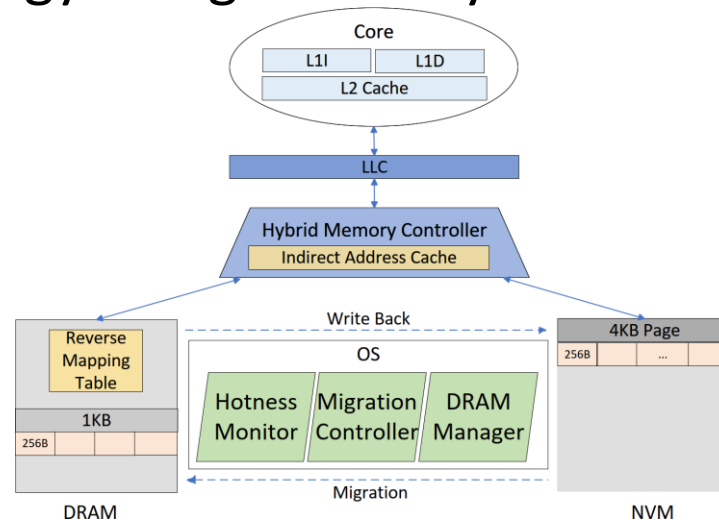 Core
L1I
L1D
L2 Cache
LLC
Hybrid Memory Controller
Indirect Address Cache
Write Back
Reverse
Mapping
Table
1KB
256B
DRAM
OS
Hotness
Monitor
Migration
Controller
DRAM
Manager
Migration
4KB Page
256B
...
NVM